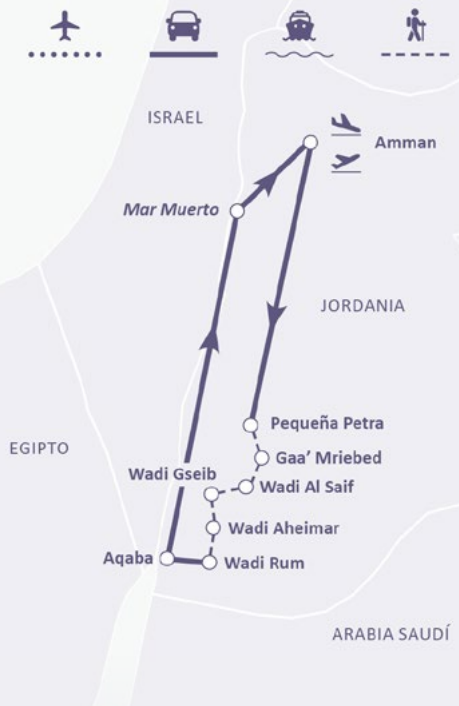 ISRAEL
Amman
Mar Muerto
JORDANIA
Pequeña Petra
EGIPTO
Gaa’ Mriebed
Wadi Gseib
Wadi Al Saif
Wadi Aheimar
Aqaba
Wadi Rum
ARABIA SAUDÍ